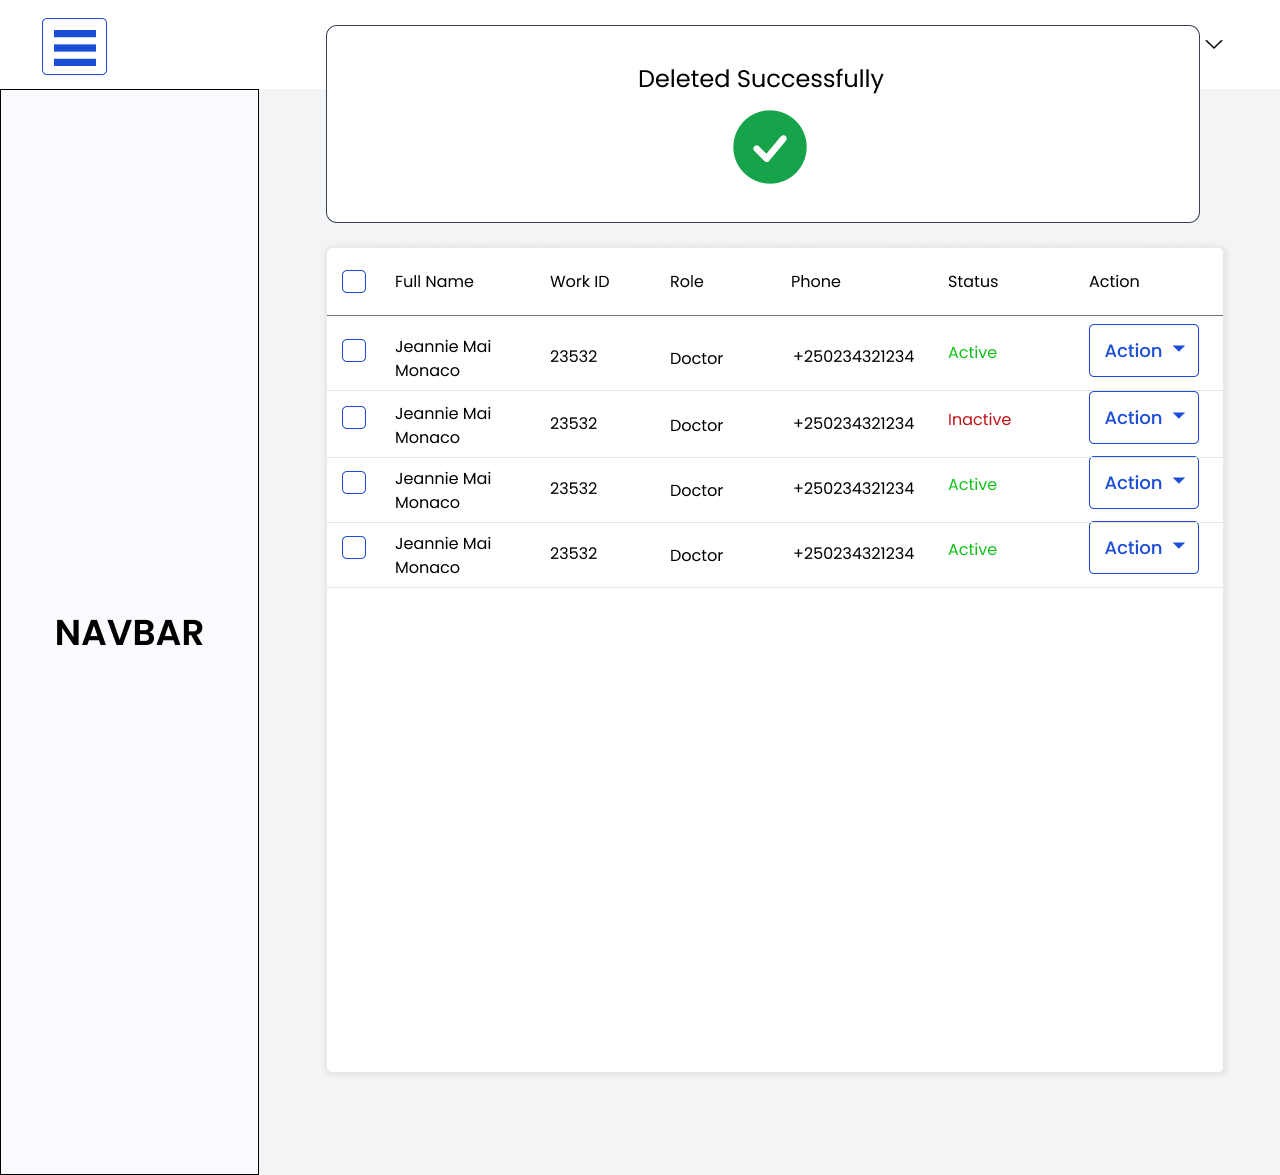 Deleted Successfully
Full Name Work ID Role Phone Status Action
Jeannie Mai Monaco 23532 Doctor +250234321234 Active Action
Jeannie Mai Monaco 23532 Doctor +250234321234 Inactive Action
Jeannie Mai Monaco 23532 Doctor +250234321234 Active Action
Jeannie Mai Monaco 23532 Doctor +250234321234 Active Action
NAVBAR